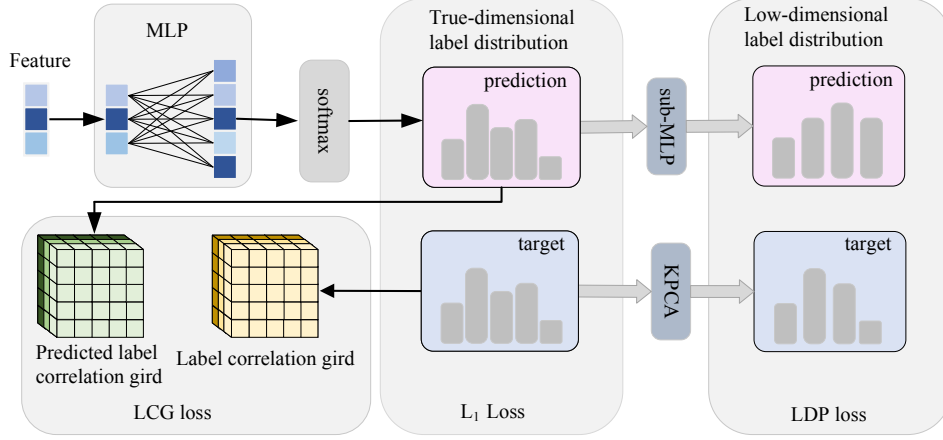 MLP
Feature
softmax
True-dimensional
label distribution
prediction
sub-MLP
Low-dimensional
label distribution
prediction
target
KPCA
target
Predicted label
correlation gird
Label correlation gird
LCG loss
L₁ Loss
LDP loss